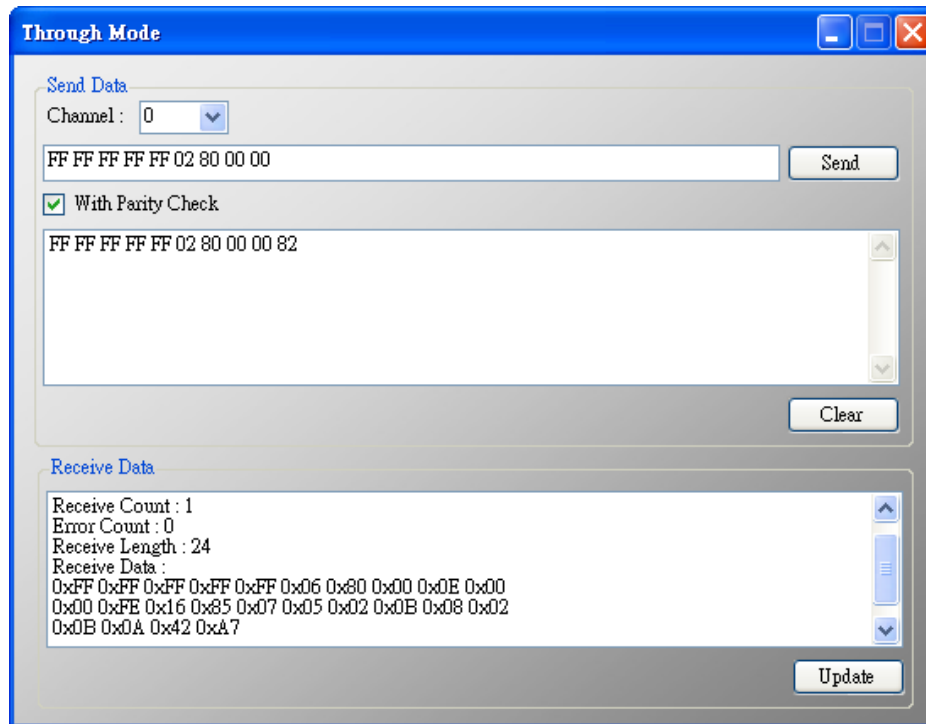 Through Mode
Send Data
Channel : 0
FF FF FF FF FF 02 80 00 00
Send
With Parity Check
FF FF FF FF FF 02 80 00 00 82
Clear
Receive Data
Receive Count : 1
Error Count : 0
Receive Length : 24
Receive Data :
0xFF 0xFF 0xFF 0xFF 0xFF 0x06 0x80 0x00 0x0E 0x00
0x00 0xFE 0x16 0x85 0x07 0x05 0x02 0x0B 0x08 0x02
0x0B 0x0A 0x42 0xA7
Update